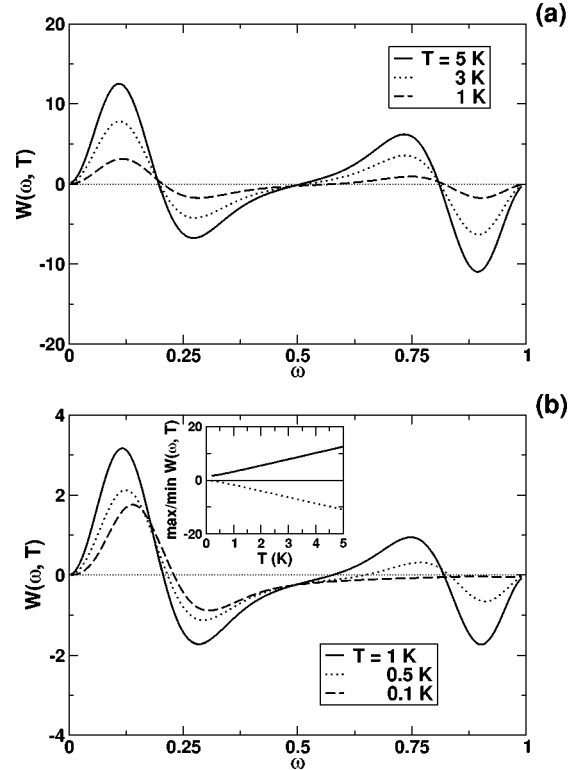 (a)
20
10
0
-10
-20
W(ω, T)
T = 5 K
3 K
1 K
0
0.25
0.5
0.75
1
ω
(b)
4
2
0
-2
-4
W(ω, T)
max/min W(ω, T)
20
0
-20
0
1
2
3
4
5
T (K)
T = 1 K
0.5 K
0.1 K
0
0.25
0.5
0.75
1
ω